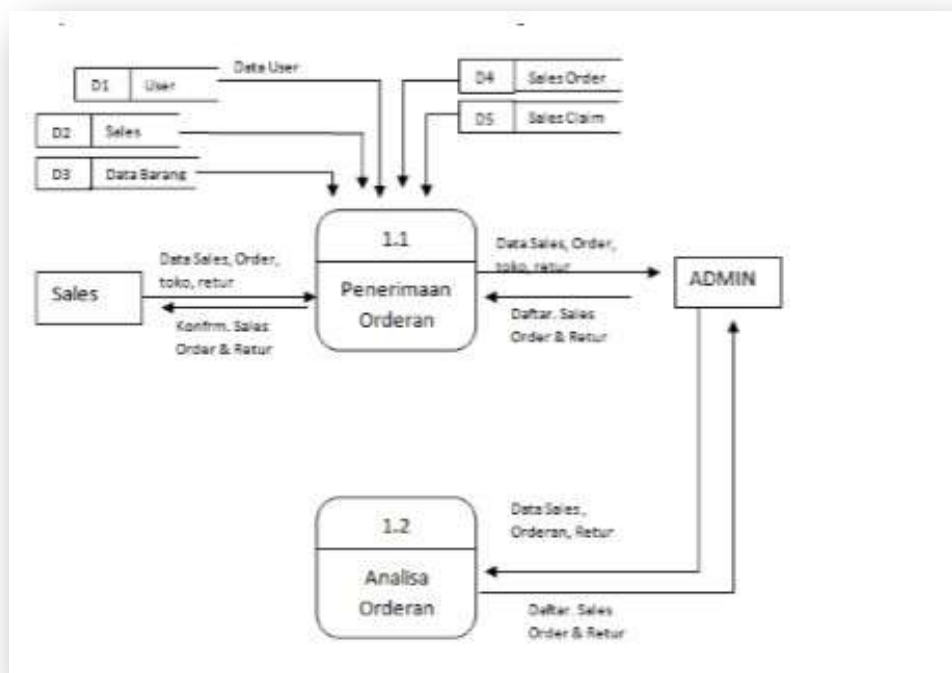 Data User
D1 User
D2 Sales
D3 Data Barang
D4 Sales Order
D5 Sales Claim
1.1
Penerimaan
Orderan
Sales
Data Sales, Order,
toko, retur
Konfrm. Sales
Order & Retur
Data Sales, Order,
toko, retur
Daftar. Sales
Order & Retur
ADMIN
1.2
Analisa
Orderan
Data Sales,
Orderan, Retur
Daftar. Sales
Order & Retur